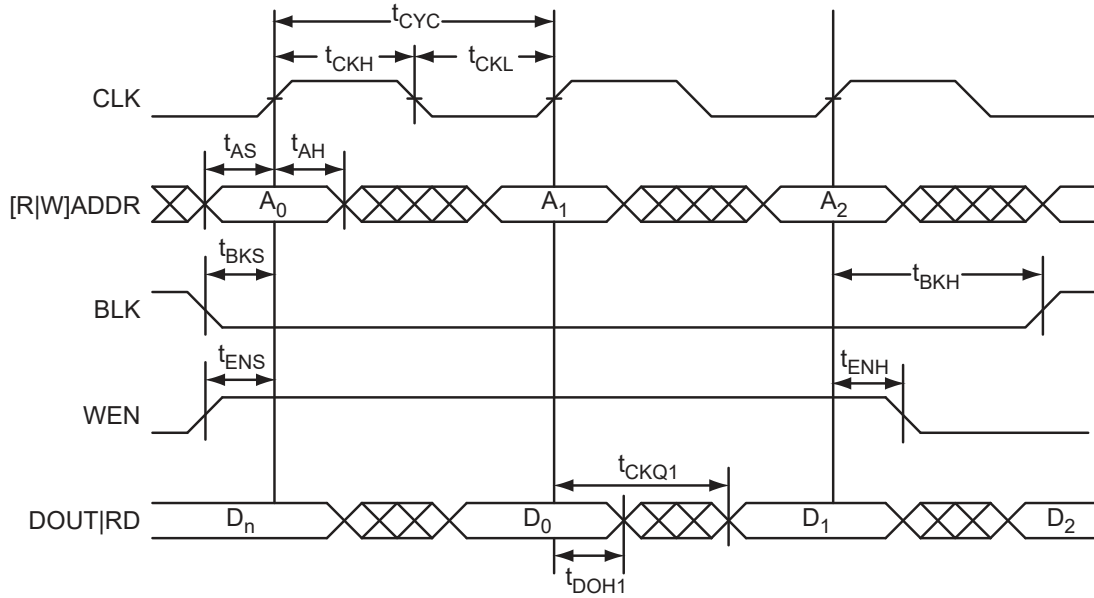 tCYC
tCKH tCKL
CLK
tAS tAH
[R|W]ADDR A0 A1 A2
tBKS tBKH
BLK
tENS tENH
WEN
tCKQ1
DOUT|RD Dn D0 D1 D2
tDOH1